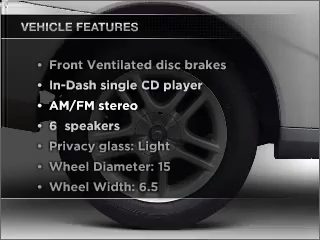 VEHICLE FEATURES
• Front Ventilated disc brakes
• In-Dash single CD player
• AM/FM stereo
• 6 speakers
• Privacy glass: Light
• Wheel Diameter: 15
• Wheel Width: 6.5